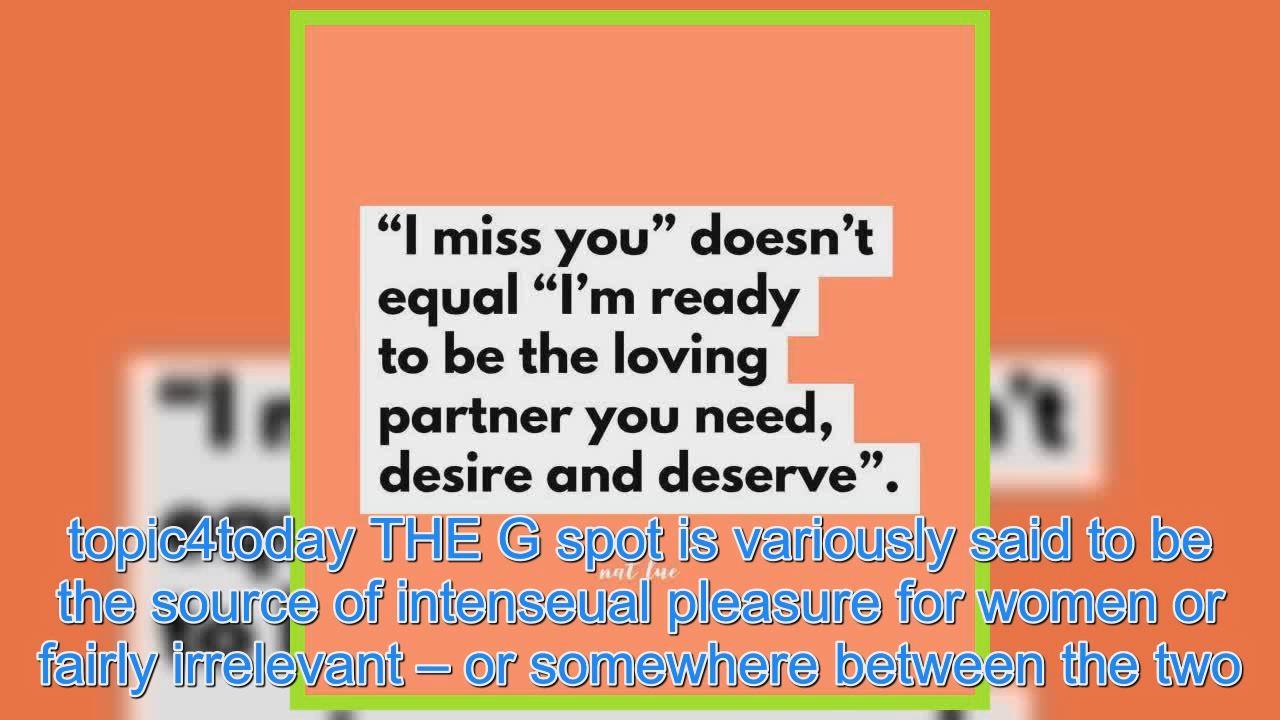 “I miss you” doesn’t
equal “I’m ready
to be the loving
partner you need,
desire and deserve”.
nat lue
topic4today THE G spot is variously said to be
the source of intenseual pleasure for women or
fairly irrelevant – or somewhere between the two